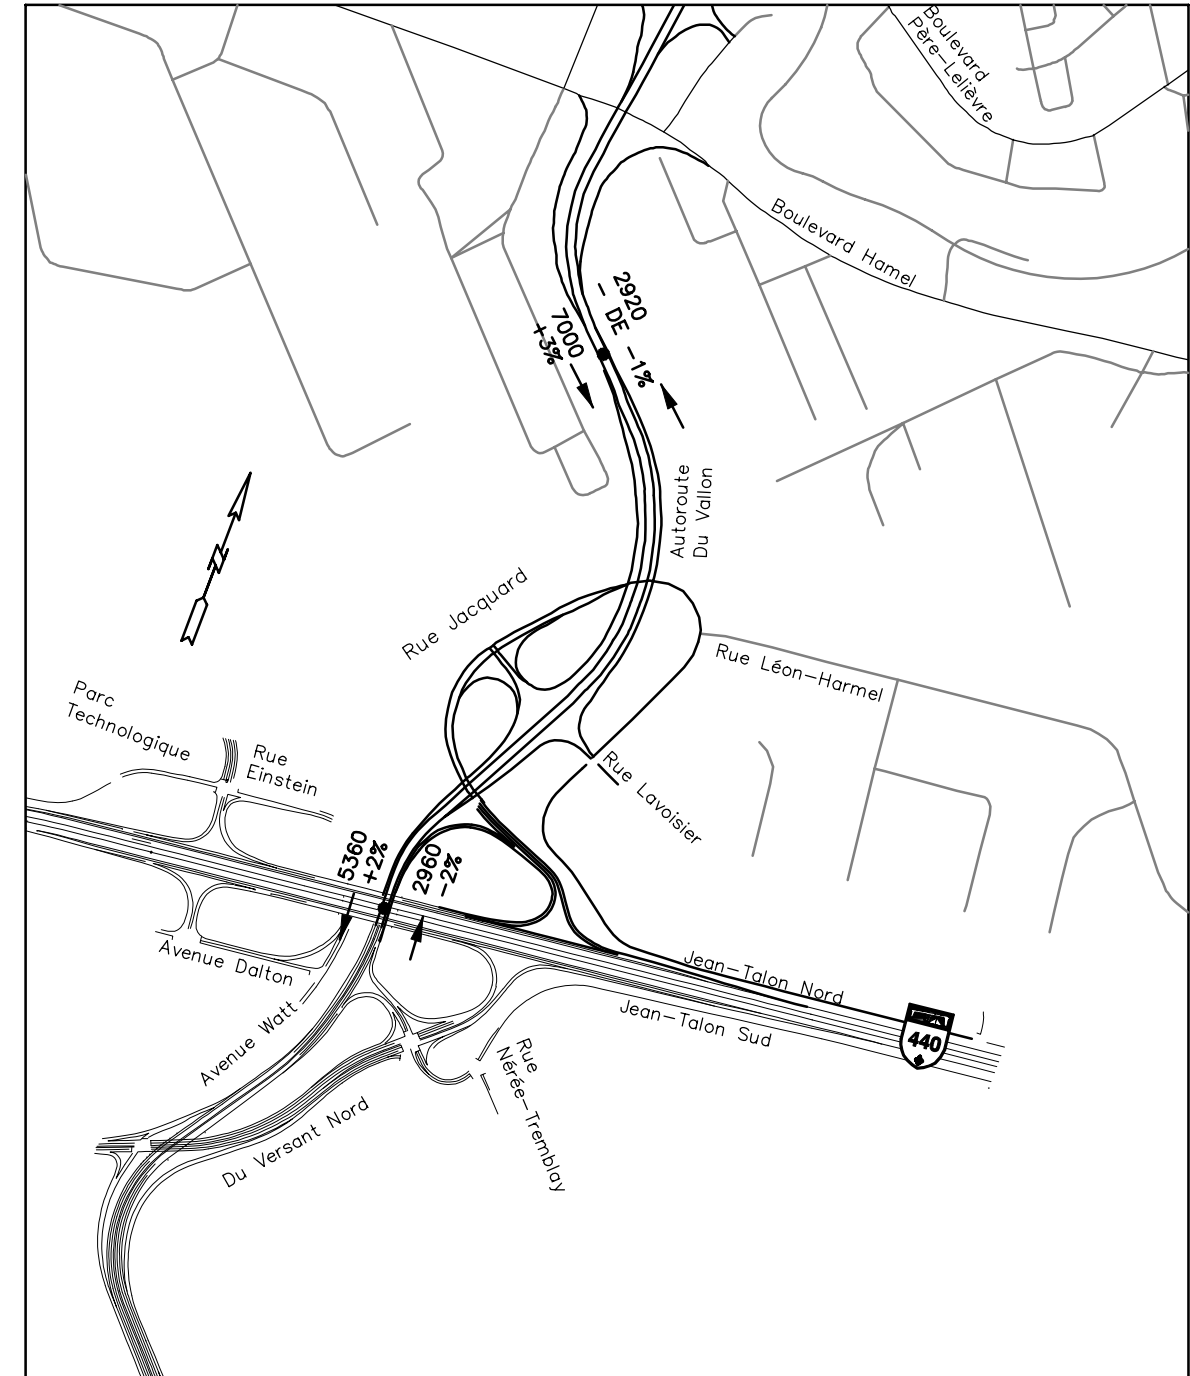 Boulevard
Père-Lelièvre
Boulevard Hamel
2920
- DE -1%
7000
+3%
Autoroute
Du Vallon
Rue Jacquard
Rue Léon-Harmel
Parc
Technologique
Rue
Einstein
Rue Lavoisier
5360
+2%
2960
-2%
Avenue Dalton
Jean-Talon Nord
Jean-Talon Sud
440
Avenue Watt
Rue
Nérée-Tremblay
Du Versant Nord